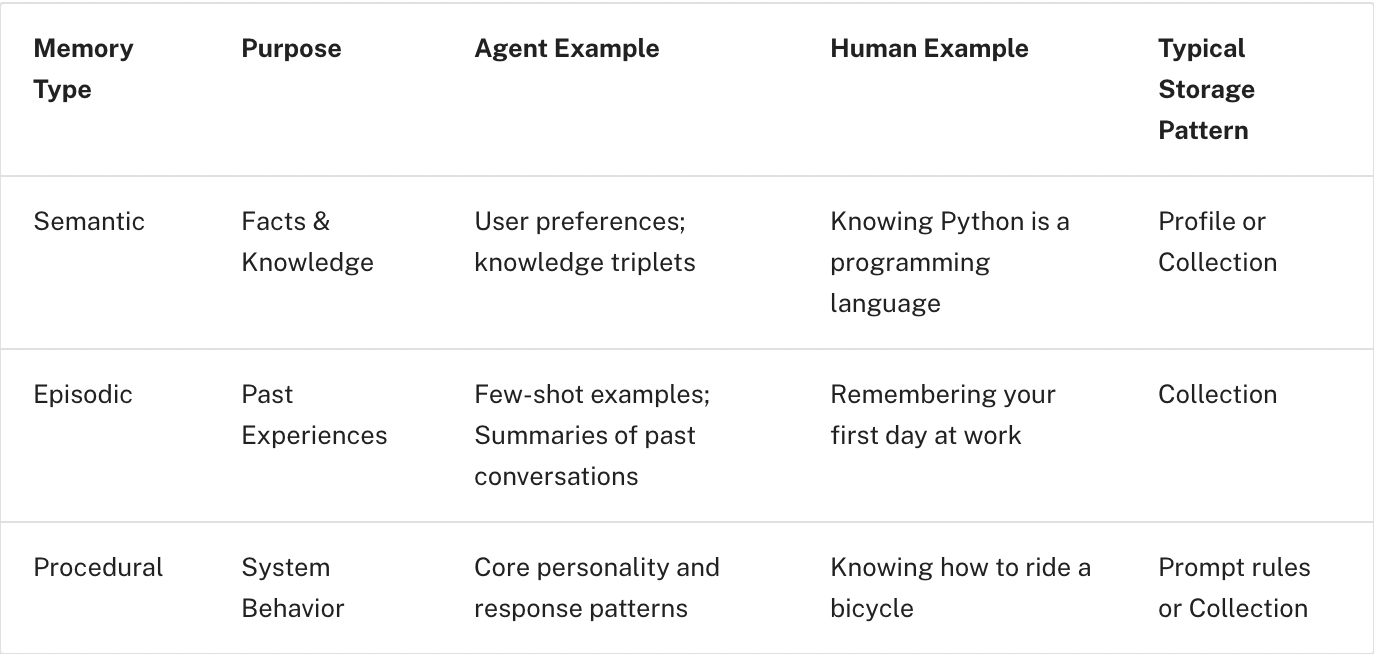 Memory Type
Purpose
Agent Example
Human Example
Typical Storage Pattern
Semantic
Facts &
Knowledge
User preferences;
knowledge triplets
Knowing Python is a
programming
language
Profile or
Collection
Episodic
Past
Experiences
Few-shot examples;
Summaries of past
conversations
Remembering your
first day at work
Collection
Procedural
System
Behavior
Core personality and
response patterns
Knowing how to ride a
bicycle
Prompt rules
or Collection